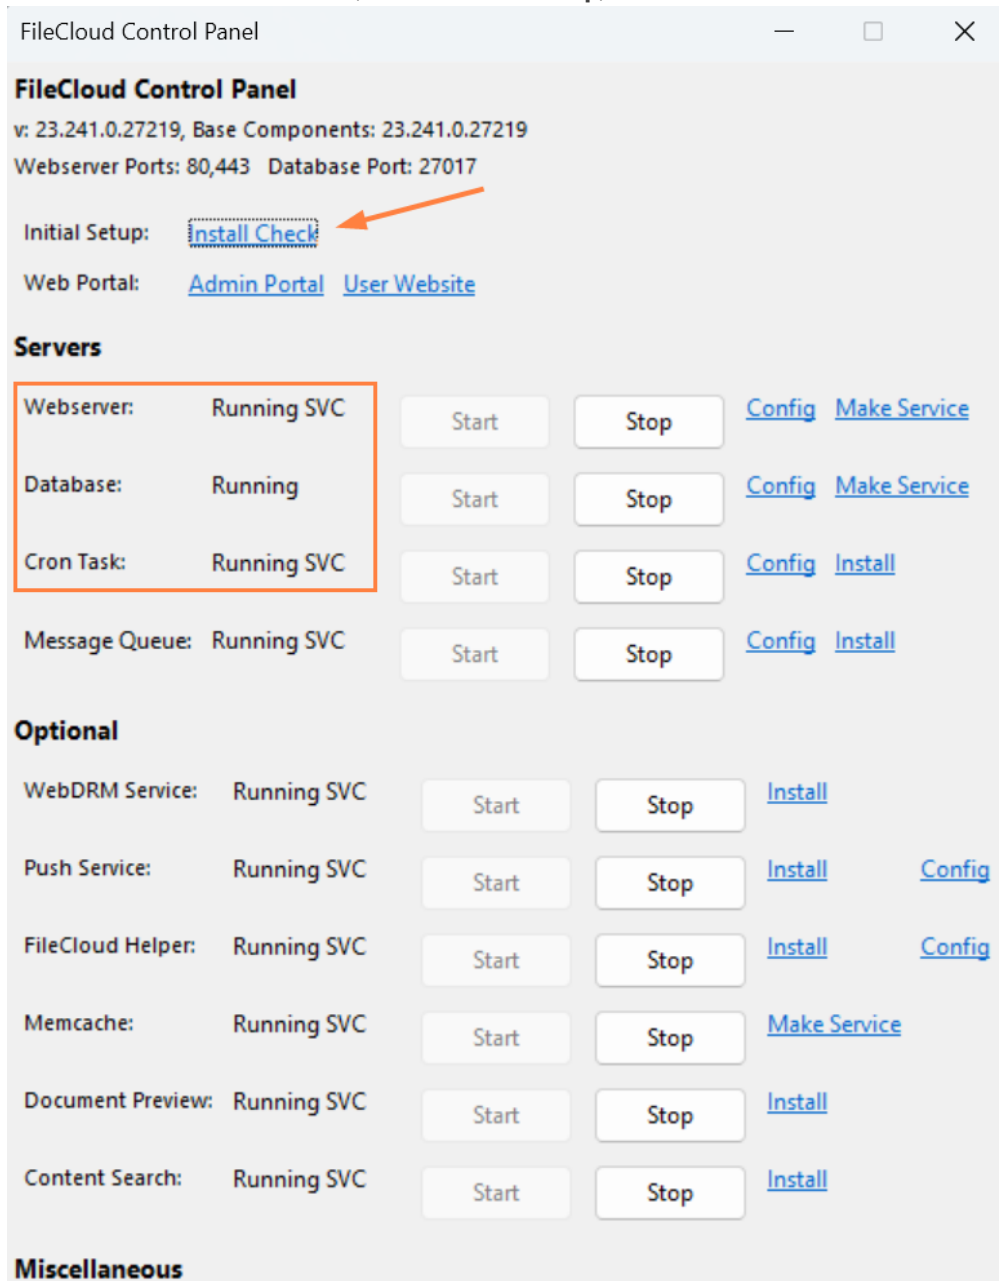 FileCloud Control Panel
FileCloud Control Panel
v: 23.241.0.27219, Base Components: 23.241.0.27219
Webserver Ports: 80,443 Database Port: 27017
Initial Setup: Install Check
Web Portal: Admin Portal User Website
Servers
Webserver: Running SVC Start Stop Config Make Service
Database: Running Start Stop Config Make Service
Cron Task: Running SVC Start Stop Config Install
Message Queue: Running SVC Start Stop Config Install
Optional
WebDRM Service: Running SVC Start Stop Install
Push Service: Running SVC Start Stop Install Config
FileCloud Helper: Running SVC Start Stop Install Config
Memcache: Running SVC Start Stop Make Service
Document Preview: Running SVC Start Stop Install
Content Search: Running SVC Start Stop Install
Miscellaneous